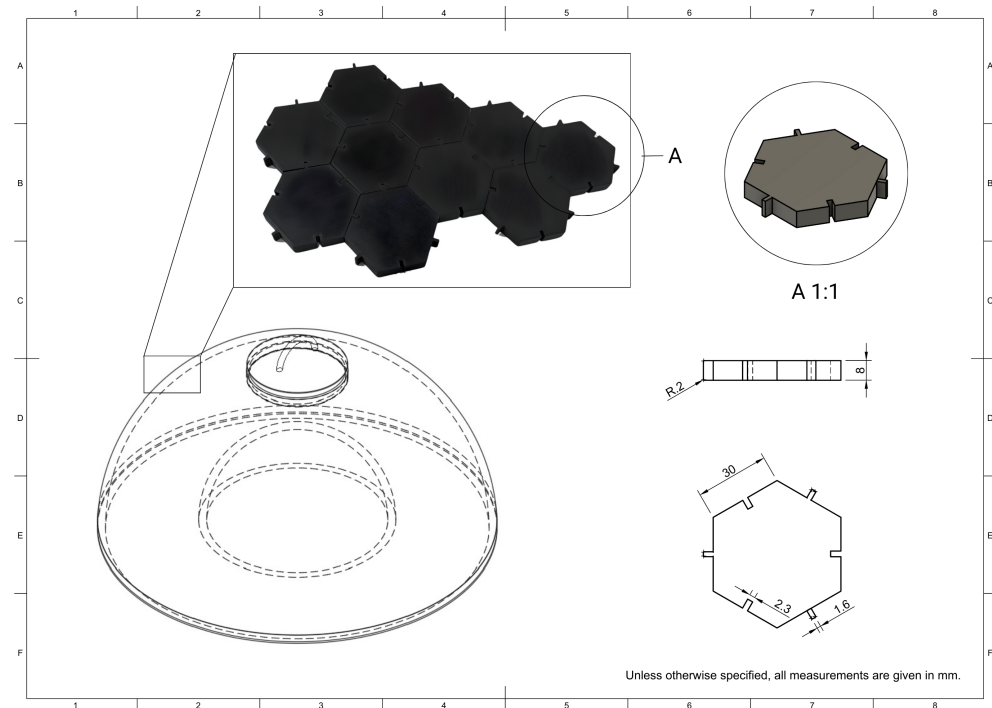 1 2 3 4 5 6 7 8
A A
A
B B
A 1:1
C C
R.2
8
D D
30
E E
2.3
1.6
F F
Unless otherwise specified, all measurements are given in mm.
1 2 3 4 5 6 7 8